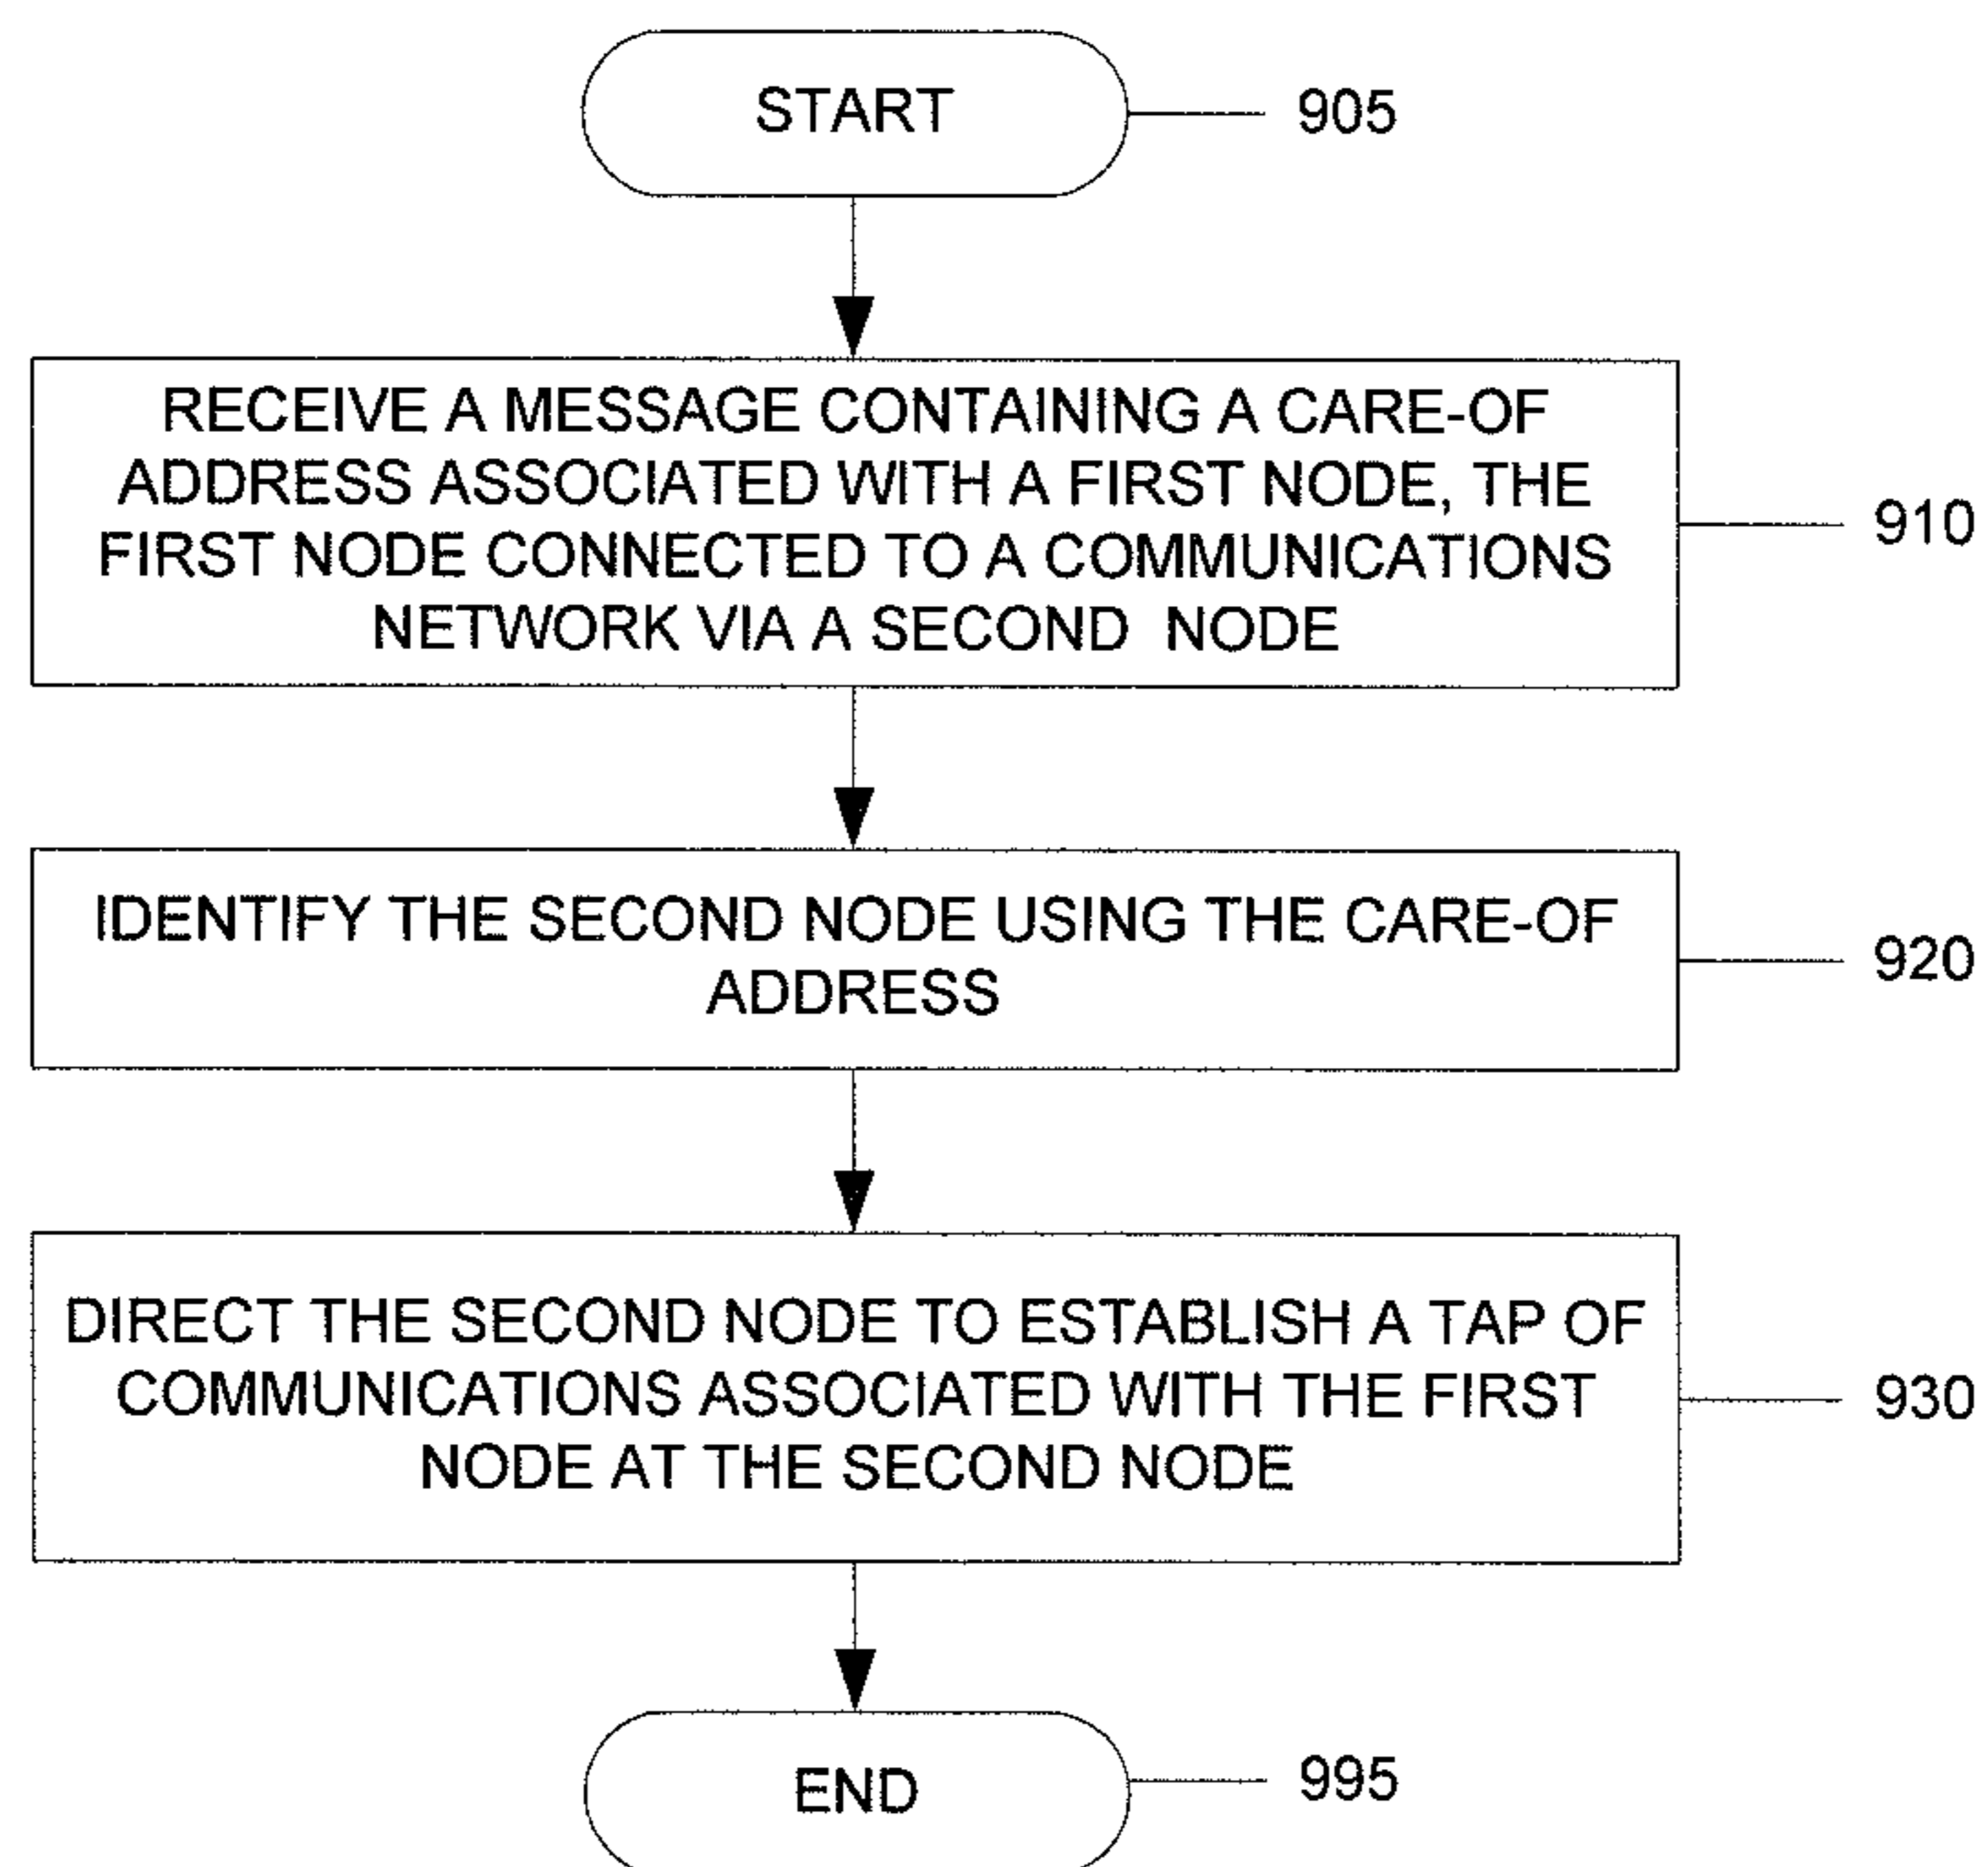 START
905
RECEIVE A MESSAGE CONTAINING A CARE-OF
ADDRESS ASSOCIATED WITH A FIRST NODE, THE
FIRST NODE CONNECTED TO A COMMUNICATIONS
NETWORK VIA A SECOND NODE
910
IDENTIFY THE SECOND NODE USING THE CARE-OF
ADDRESS
920
DIRECT THE SECOND NODE TO ESTABLISH A TAP OF
COMMUNICATIONS ASSOCIATED WITH THE FIRST
NODE AT THE SECOND NODE
930
END
995